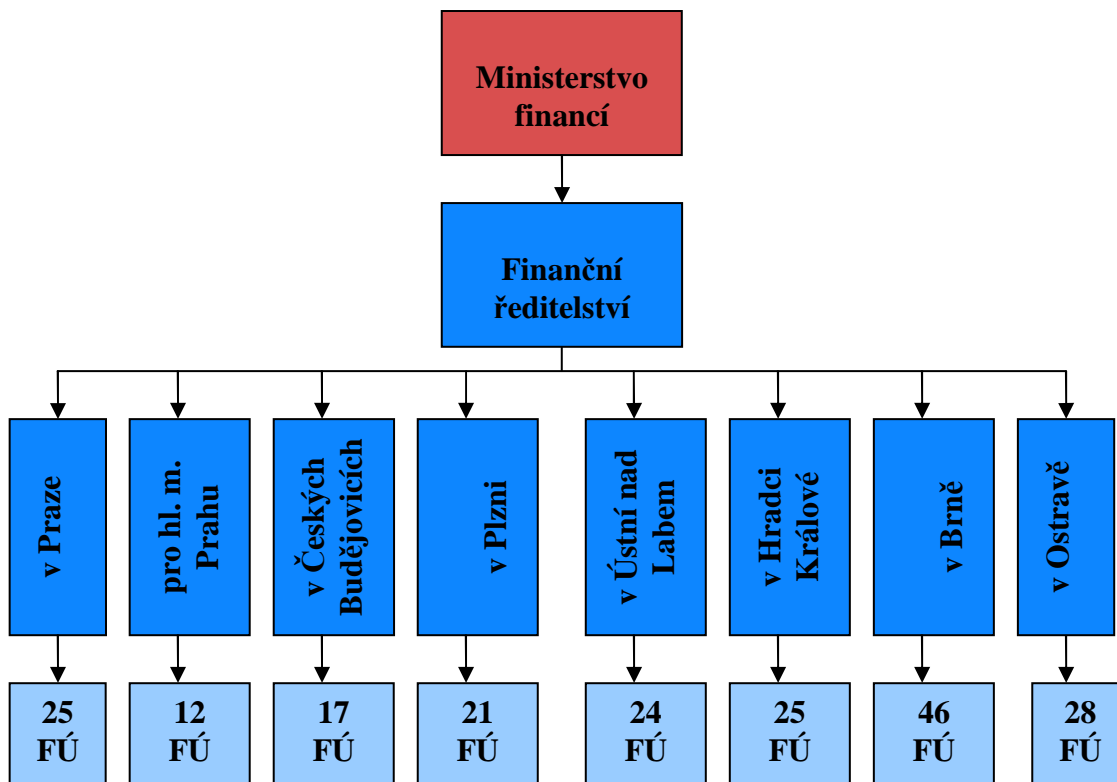 Ministerstvo
financí
Finanční
ředitelství
v Praze
pro hl. m.
Prahu
v Českých
Budějovicích
v Plzni
v Ústní nad
Labem
v Hradci
Králové
v Brně
v Ostravě
25
FÚ
12
FÚ
17
FÚ
21
FÚ
24
FÚ
25
FÚ
46
FÚ
28
FÚ